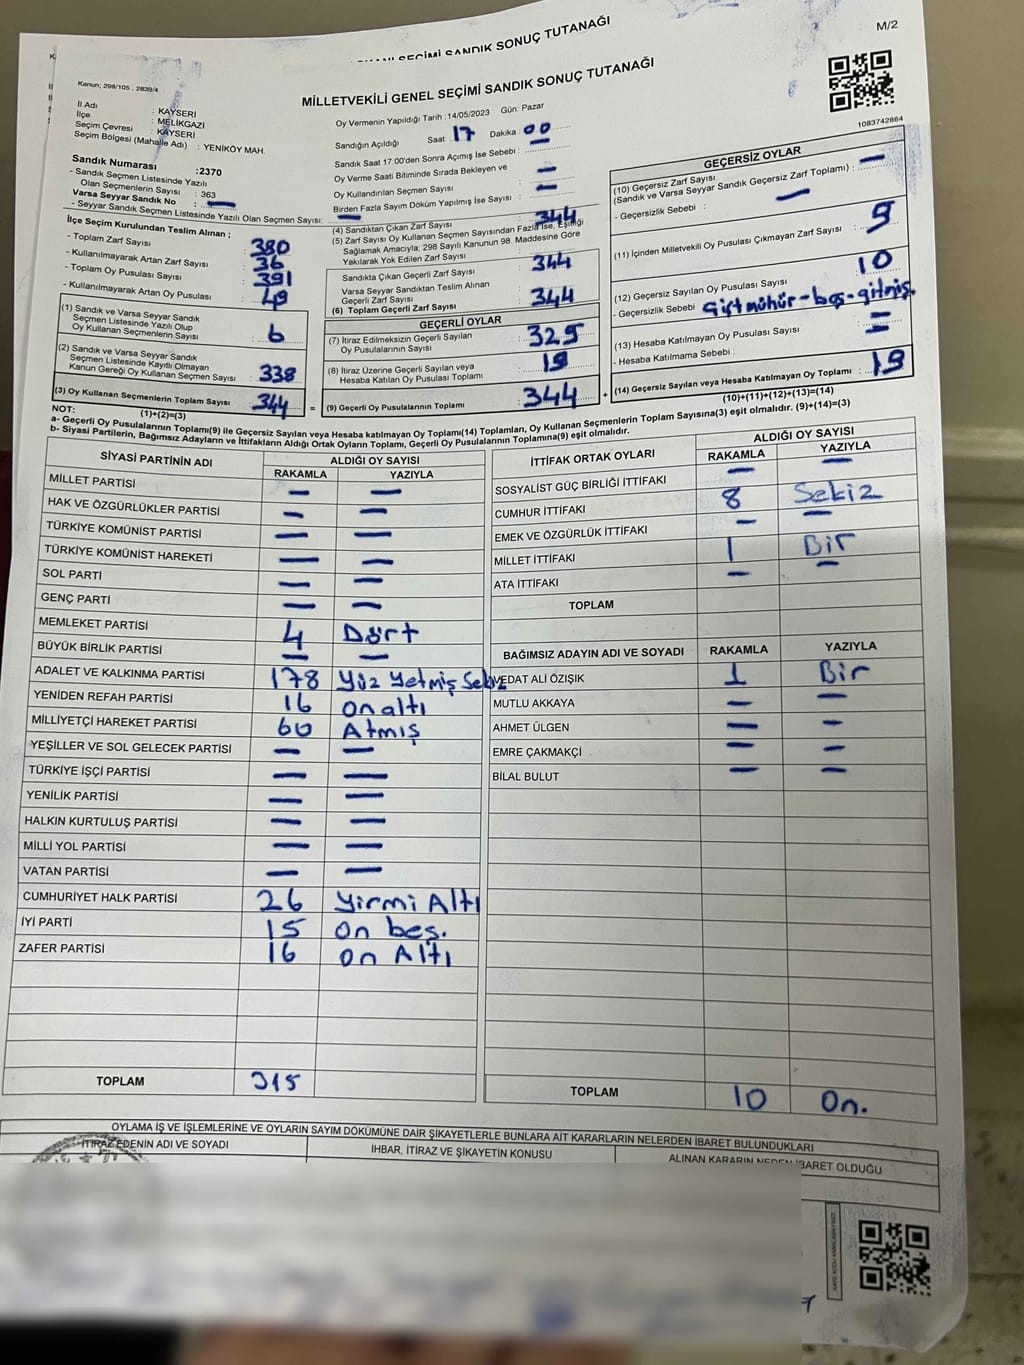 SEÇİMİ SANDIK SONUÇ TUTANAĞI
M/2
Kanun; 298/105 , 2839/4
MİLLETVEKİLİ GENEL SEÇİMİ SANDIK SONUÇ TUTANAĞI
1083742864
İl Adı : KAYSERİ
İlçe : MELİKGAZİ
Seçim Çevresi : KAYSERİ
Seçim Bölgesi (Mahalle Adı) : YENİKÖY MAH.
Sandık Numarası :2370
- Sandık Seçmen Listesinde Yazılı
Olan Seçmenlerin Sayısı : 363
Varsa Seyyar Sandık No : —
- Seyyar Sandık Seçmen Listesinde Yazılı Olan Seçmen Sayısı: —
İlçe Seçim Kurulundan Teslim Alınan ;
- Toplam Zarf Sayısı : 380
- Kullanılmayarak Artan Zarf Sayısı : 36
- Toplam Oy Pusulası Sayısı : 391
- Kullanılmayarak Artan Oy Pusulası : 49
(1) Sandık ve Varsa Seyyar Sandık
Seçmen Listesinde Yazılı Olup
Oy Kullanan Seçmenlerin Sayısı : 6
(2) Sandık ve Varsa Seyyar Sandık
Seçmen Listesinde Kayıtlı Olmayan
Kanun Gereği Oy Kullanan Seçmen Sayısı : 338
(3) Oy Kullanan Seçmenlerin Toplam Sayısı : 344
(1)+(2)=(3)
Oy Vermenin Yapıldığı Tarih : 14/05/2023 Gün: Pazar
Sandığın Açıldığı Saat 17 Dakika : 00
Sandık Saat 17:00'den Sonra Açımış İse Sebebi : —
Oy Verme Saati Bitiminde Sırada Bekleyen ve
Oy Kullandırılan Seçmen Sayısı : —
Birden Fazla Sayım Döküm Yapılmış İse Sayısı : —
(4) Sandıktan Çıkan Zarf Sayısı : 344
(5) Zarf Sayısı Oy Kullanan Seçmen Sayısından Fazla İse, Eşitliği
Sağlamak Amacıyla; 298 Sayılı Kanunun 98. Maddesine Göre
Yakılarak Yok Edilen Zarf Sayısı
Sandıkta Çıkan Geçerli Zarf Sayısı : 344
Varsa Seyyar Sandıktan Teslim Alınan
Geçerli Zarf Sayısı
(6) Toplam Geçerli Zarf Sayısı : 344
GEÇERLİ OYLAR
(7) İtiraz Edilmeksizin Geçerli Sayılan
Oy Pusulalarının Sayısı : 325
(8) İtiraz Üzerine Geçerli Sayılan veya
Hesaba Katılan Oy Pusulası Toplamı : 19
= (9) Geçerli Oy Pusulalarının Toplamı : 344 +
GEÇERSİZ OYLAR
(10) Geçersiz Zarf Sayısı
(Sandık ve Varsa Seyyar Sandık Geçersiz Zarf Toplamı) : —
- Geçersizlik Sebebi : —
(11) İçinden Milletvekili Oy Pusulası Çıkmayan Zarf Sayısı : 9
(12) Geçersiz Sayılan Oy Pusulası Sayısı : 10
- Geçersizlik Sebebi Çift mühür - boş - gitmiş.
(13) Hesaba Katılmayan Oy Pusulası Sayısı : —
- Hesaba Katılmama Sebebi : —
(14) Geçersiz Sayılan veya Hesaba Katılmayan Oy Toplamı : 19
(10)+(11)+(12)+(13)=(14)
NOT:
a- Geçerli Oy Pusulalarının Toplamı(9) ile Geçersiz Sayılan veya Hesaba katılmayan Oy Toplamı(14) Toplamları, Oy Kullanan Seçmenlerin Toplam Sayısına(3) eşit olmalıdır. (9)+(14)=(3)
b- Siyasi Partilerin, Bağımsız Adayların ve İttifakların Aldığı Ortak Oyların Toplamı, Geçerli Oy Pusulalarının Toplamına(9) eşit olmalıdır.
SİYASİ PARTİNİN ADI ALDIĞI OY SAYISI
RAKAMLA YAZIYLA
MİLLET PARTİSİ — —
HAK VE ÖZGÜRLÜKLER PARTİSİ — —
TÜRKİYE KOMÜNİST PARTİSİ — —
TÜRKİYE KOMÜNİST HAREKETİ — —
SOL PARTİ — —
GENÇ PARTİ — —
MEMLEKET PARTİSİ 4 Dört
BÜYÜK BİRLİK PARTİSİ — —
ADALET VE KALKINMA PARTİSİ 178 Yüz Yetmiş Sekiz
YENİDEN REFAH PARTİSİ 16 on altı
MİLLİYETÇİ HAREKET PARTİSİ 60 Atmış
YEŞİLLER VE SOL GELECEK PARTİSİ — —
TÜRKİYE İŞÇİ PARTİSİ — —
YENİLİK PARTİSİ — —
HALKIN KURTULUŞ PARTİSİ — —
MİLLİ YOL PARTİSİ — —
VATAN PARTİSİ — —
CUMHURİYET HALK PARTİSİ 26 Yirmi Altı
İYİ PARTİ 15 On beş.
ZAFER PARTİSİ 16 on Altı
TOPLAM 315
İTTİFAK ORTAK OYLARI ALDIĞI OY SAYISI
RAKAMLA YAZIYLA
SOSYALİST GÜÇ BİRLİĞİ İTTİFAKI — —
CUMHUR İTTİFAKI 8 Sekiz
EMEK VE ÖZGÜRLÜK İTTİFAKI — —
MİLLET İTTİFAKI 1 Bir
ATA İTTİFAKI — —
TOPLAM
BAĞIMSIZ ADAYIN ADI VE SOYADI RAKAMLA YAZIYLA
VEDAT ALİ ÖZIŞIK 1 Bir
MUTLU AKKAYA — —
AHMET ÜLGEN — —
EMRE ÇAKMAKÇİ — —
BİLAL BULUT — —
TOPLAM 10 On.
OYLAMA İŞ VE İŞLEMLERİNE VE OYLARIN SAYIM DÖKÜMÜNE DAİR ŞİKAYETLERLE BUNLARA AİT KARARLARIN NELERDEN İBARET BULUNDUKLARI
İTİRAZ EDENİN ADI VE SOYADI
İHBAR, İTİRAZ VE ŞİKAYETİN KONUSU
ALINAN KARARIN NEDEN İBARET OLDUĞU